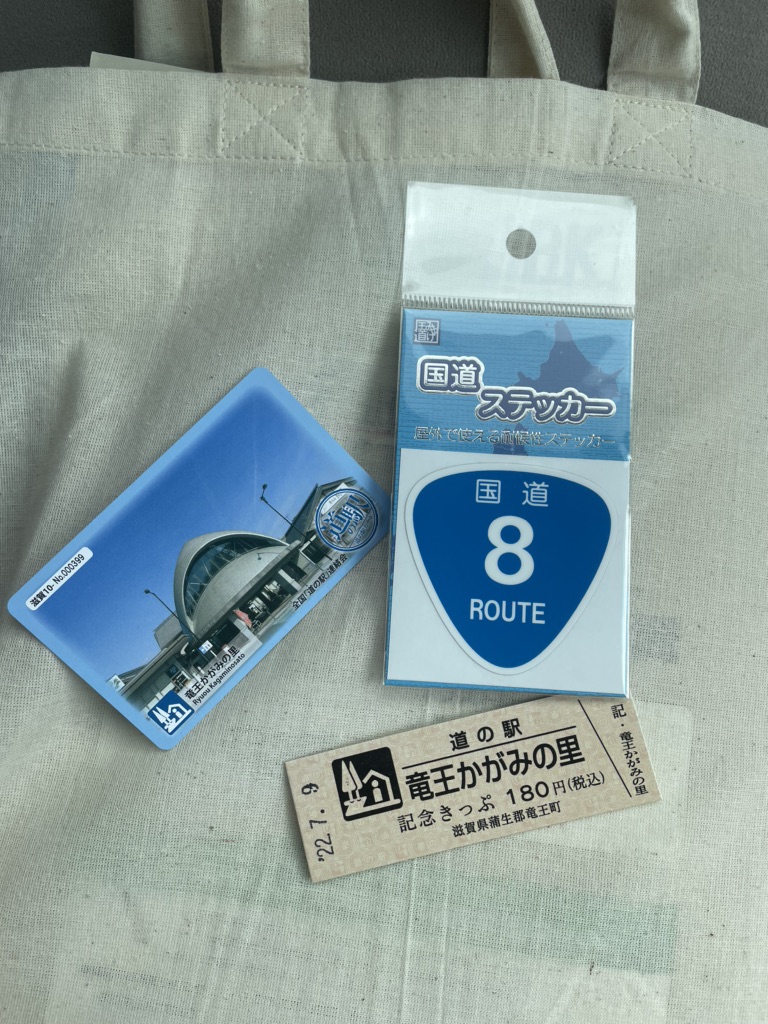 国道
ステッカー
屋外で使える耐候性ステッカー
国道
8
ROUTE
滋賀10- No.000399
道の駅
全国「道の駅」連絡会
竜王かがみの里
Ryuou Kagaminosato
'22.7.9
道の駅
竜王かがみの里
記念きっぷ 180円(税込)
滋賀県蒲生郡竜王町
記・竜王かがみの里